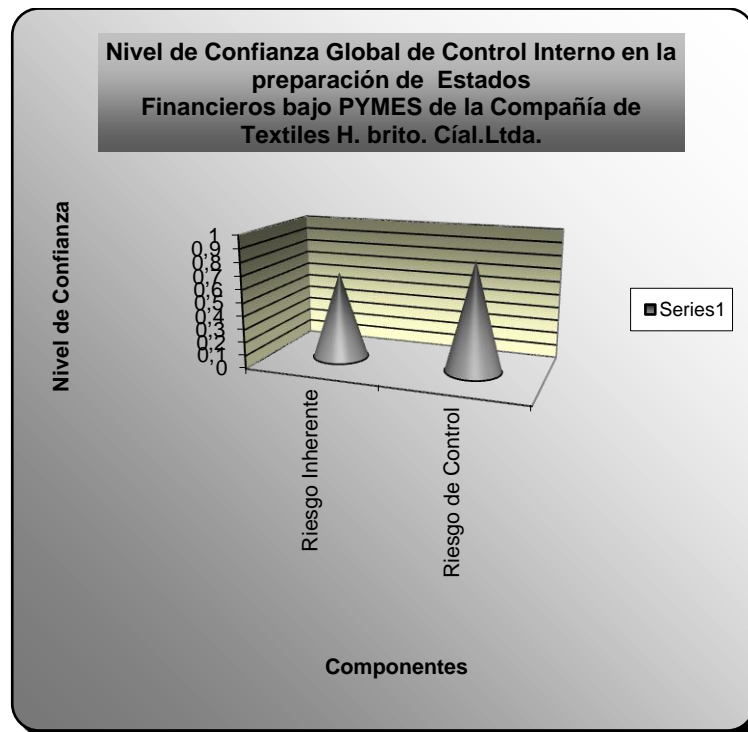 Nivel de Confianza Global de Control Interno en la
preparación de Estados
Financieros bajo PYMES de la Compañía de
Textiles H. brito. Cíal.Ltda.
Nivel de Confianza
1
0,9
0,8
0,7
0,6
0,5
0,4
0,3
0,2
0,1
0
Series1
Riesgo Inherente
Riesgo de Control
Componentes